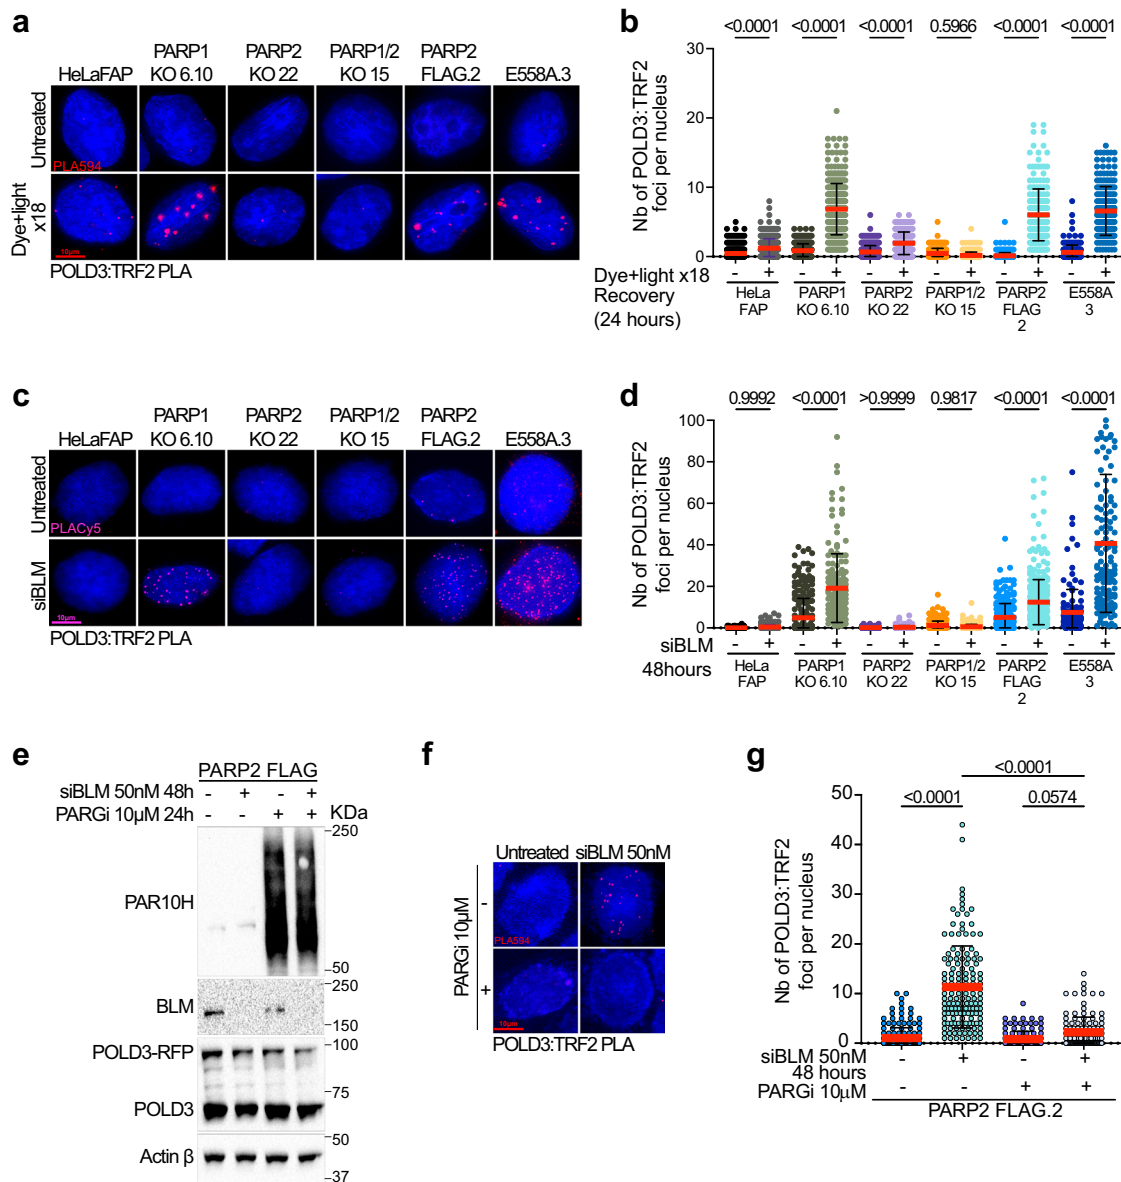 a
HeLaFAP
PARP1
KO 6.10
PARP2
KO 22
PARP1/2
KO 15
PARP2
FLAG.2
E558A.3
Untreated
PLA594
Dye+light
x18
10µm
POLD3:TRF2 PLA
b
<0.0001 <0.0001 <0.0001 0.5966 <0.0001 <0.0001
Nb of POLD3:TRF2
foci per nucleus
30
20
10
0
Dye+light x18 - + - + - + - + - + - +
Recovery
(24 hours)
HeLa
FAP
PARP1
KO 6.10
PARP2
KO 22
PARP1/2
KO 15
PARP2
FLAG
2
E558A
3
c
HeLaFAP
PARP1
KO 6.10
PARP2
KO 22
PARP1/2
KO 15
PARP2
FLAG.2
E558A.3
Untreated
PLACy5
siBLM
10µm
POLD3:TRF2 PLA
d
0.9992 <0.0001 >0.9999 0.9817 <0.0001 <0.0001
Nb of POLD3:TRF2
foci per nucleus
100
80
60
40
20
0
siBLM - + - + - + - + - + - +
48hours
HeLa
FAP
PARP1
KO 6.10
PARP2
KO 22
PARP1/2
KO 15
PARP2
FLAG
2
E558A
3
e
PARP2 FLAG
siBLM 50nM 48h - + - +
PARGi 10µM 24h - - + + KDa
250
PAR10H
50
250
BLM
150
POLD3-RFP
100
75
POLD3
50
Actin β
37
f
Untreated siBLM 50nM
PARGi 10µM
-
+
PLA594
10µm
POLD3:TRF2 PLA
g
<0.0001
<0.0001 0.0574
Nb of POLD3:TRF2
foci per nucleus
50
40
30
20
10
0
siBLM 50nM
48 hours
- + - +
PARGi 10µM - - + +
PARP2 FLAG.2